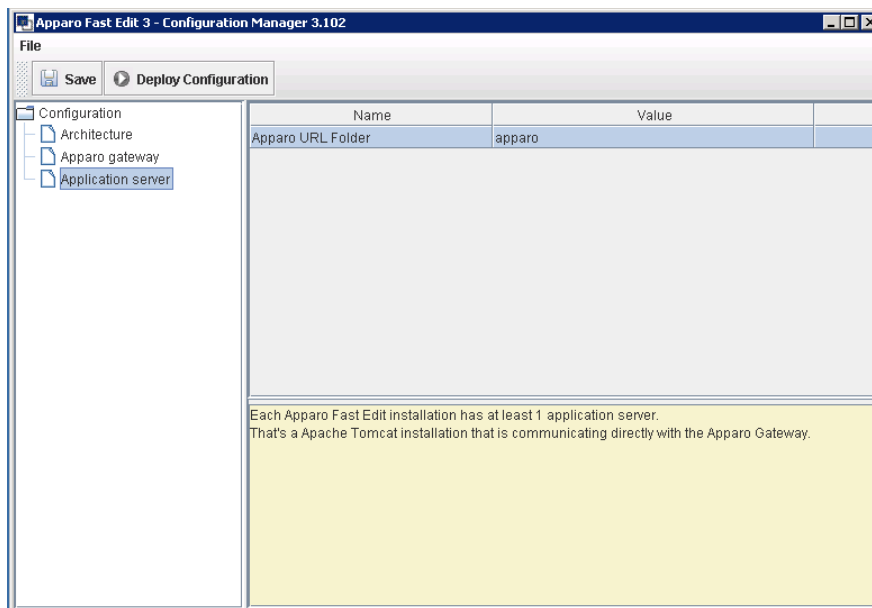 Apparo Fast Edit 3 - Configuration Manager 3.102
File
Save Deploy Configuration
Configuration
Architecture
Apparo gateway
Application server
Name Value
Apparo URL Folder apparo
Each Apparo Fast Edit installation has at least 1 application server.
That's a Apache Tomcat installation that is communicating directly with the Apparo Gateway.